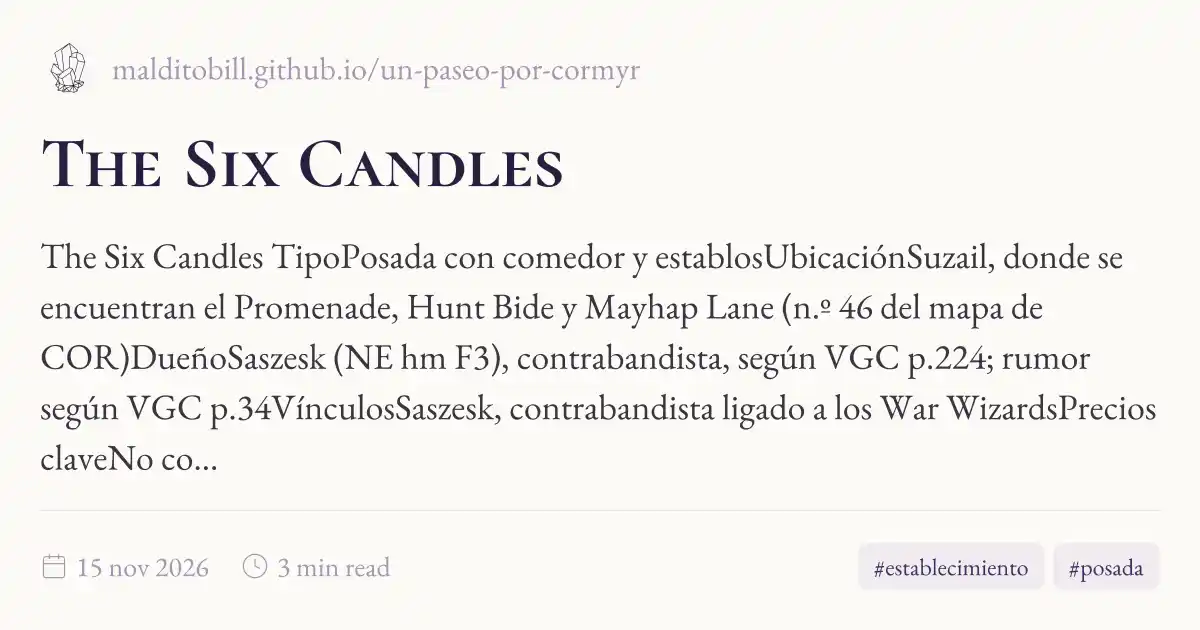 malditobill.github.io/un-paseo-por-cormyr
The Six Candles
The Six Candles TipoPosada con comedor y establosUbicaciónSuzail, donde se
encuentran el Promenade, Hunt Bide y Mayhap Lane (n.º 46 del mapa de
COR)DueñoSaszesk (NE hm F3), contrabandista, según VGC p.224; rumor
según VGC p.34VínculosSaszesk, contrabandista ligado a los War WizardsPrecios
claveNo co...
15 nov 2026 3 min read #establecimiento #posada